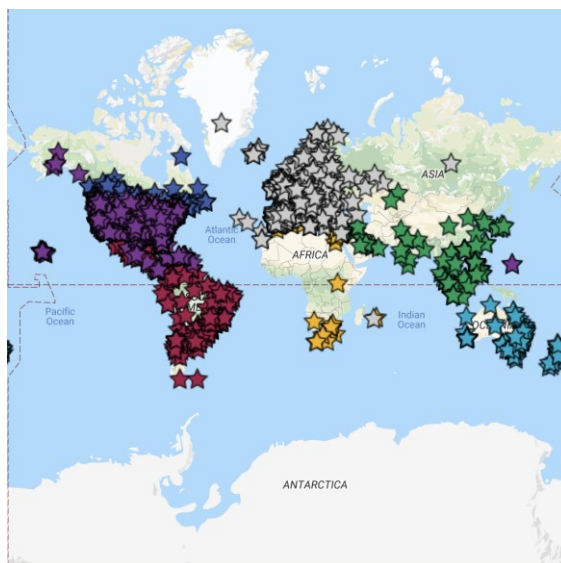 ASIA
Atlantic
Ocean
AFRICA
Pacific
Ocean
Indian
Ocean
ANTARCTICA